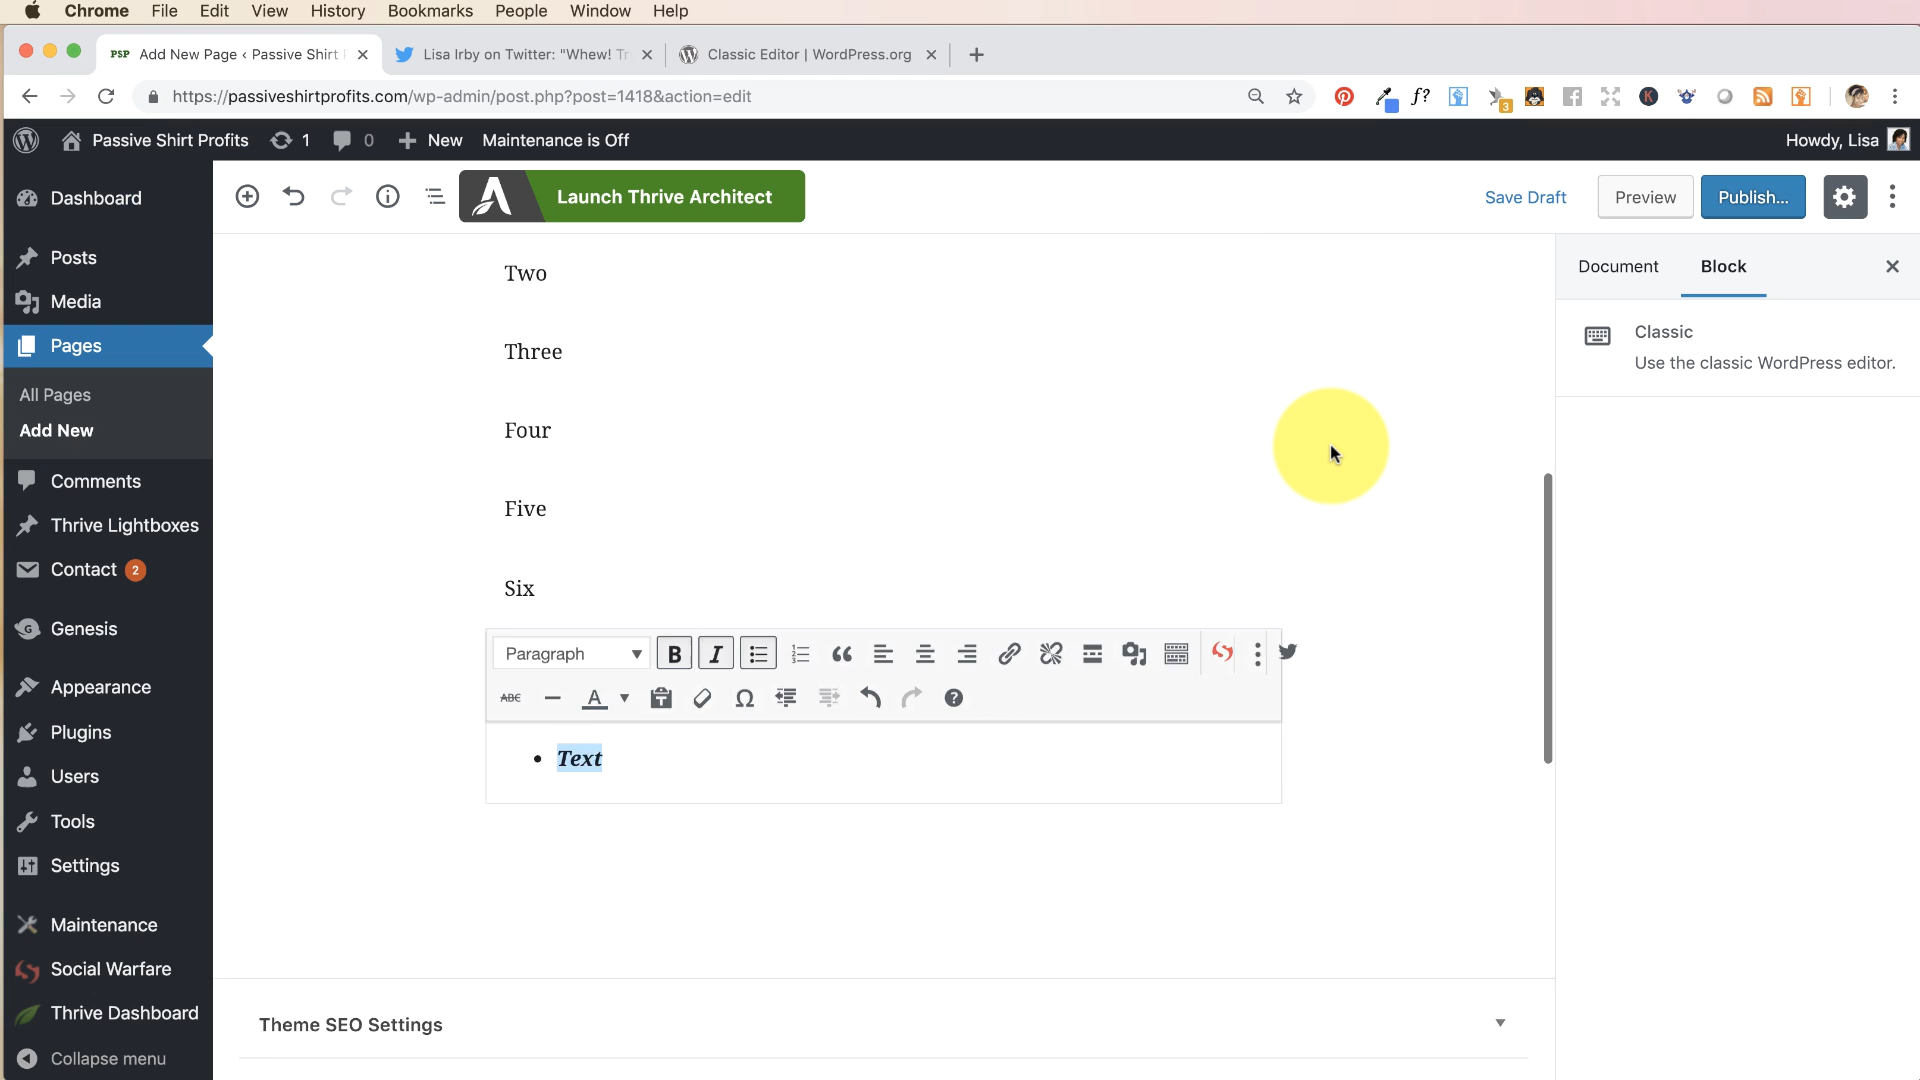 Chrome File Edit View History Bookmarks People Window Help
PSP Add New Page ‹ Passive Shirt Lisa Irby on Twitter: "Whew! Tr Classic Editor | WordPress.org
https://passiveshirtprofits.com/wp-admin/post.php?post=1418&action=edit f? 3 K
Passive Shirt Profits 1 0 New Maintenance is Off Howdy, Lisa
Launch Thrive Architect Save Draft Preview Publish...
Dashboard
Posts
Media
Pages
All Pages
Add New
Comments
Thrive Lightboxes
Contact 2
Genesis
Appearance
Plugins
Users
Tools
Settings
Maintenance
Social Warfare
Thrive Dashboard
Collapse menu
Two
Three
Four
Five
Six
Paragraph B I
ABC A Ω ?
• Text
Theme SEO Settings
Document Block
Classic
Use the classic WordPress editor.